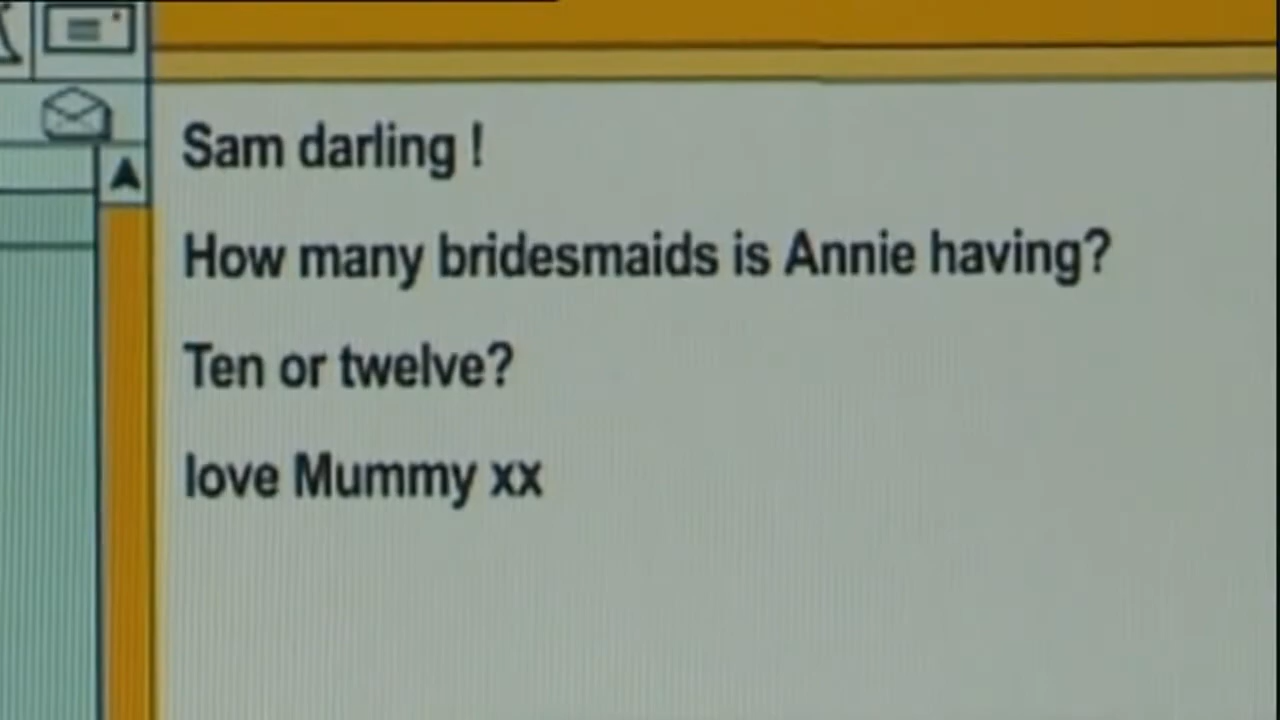 Sam darling !
How many bridesmaids is Annie having?
Ten or twelve?
love Mummy xx